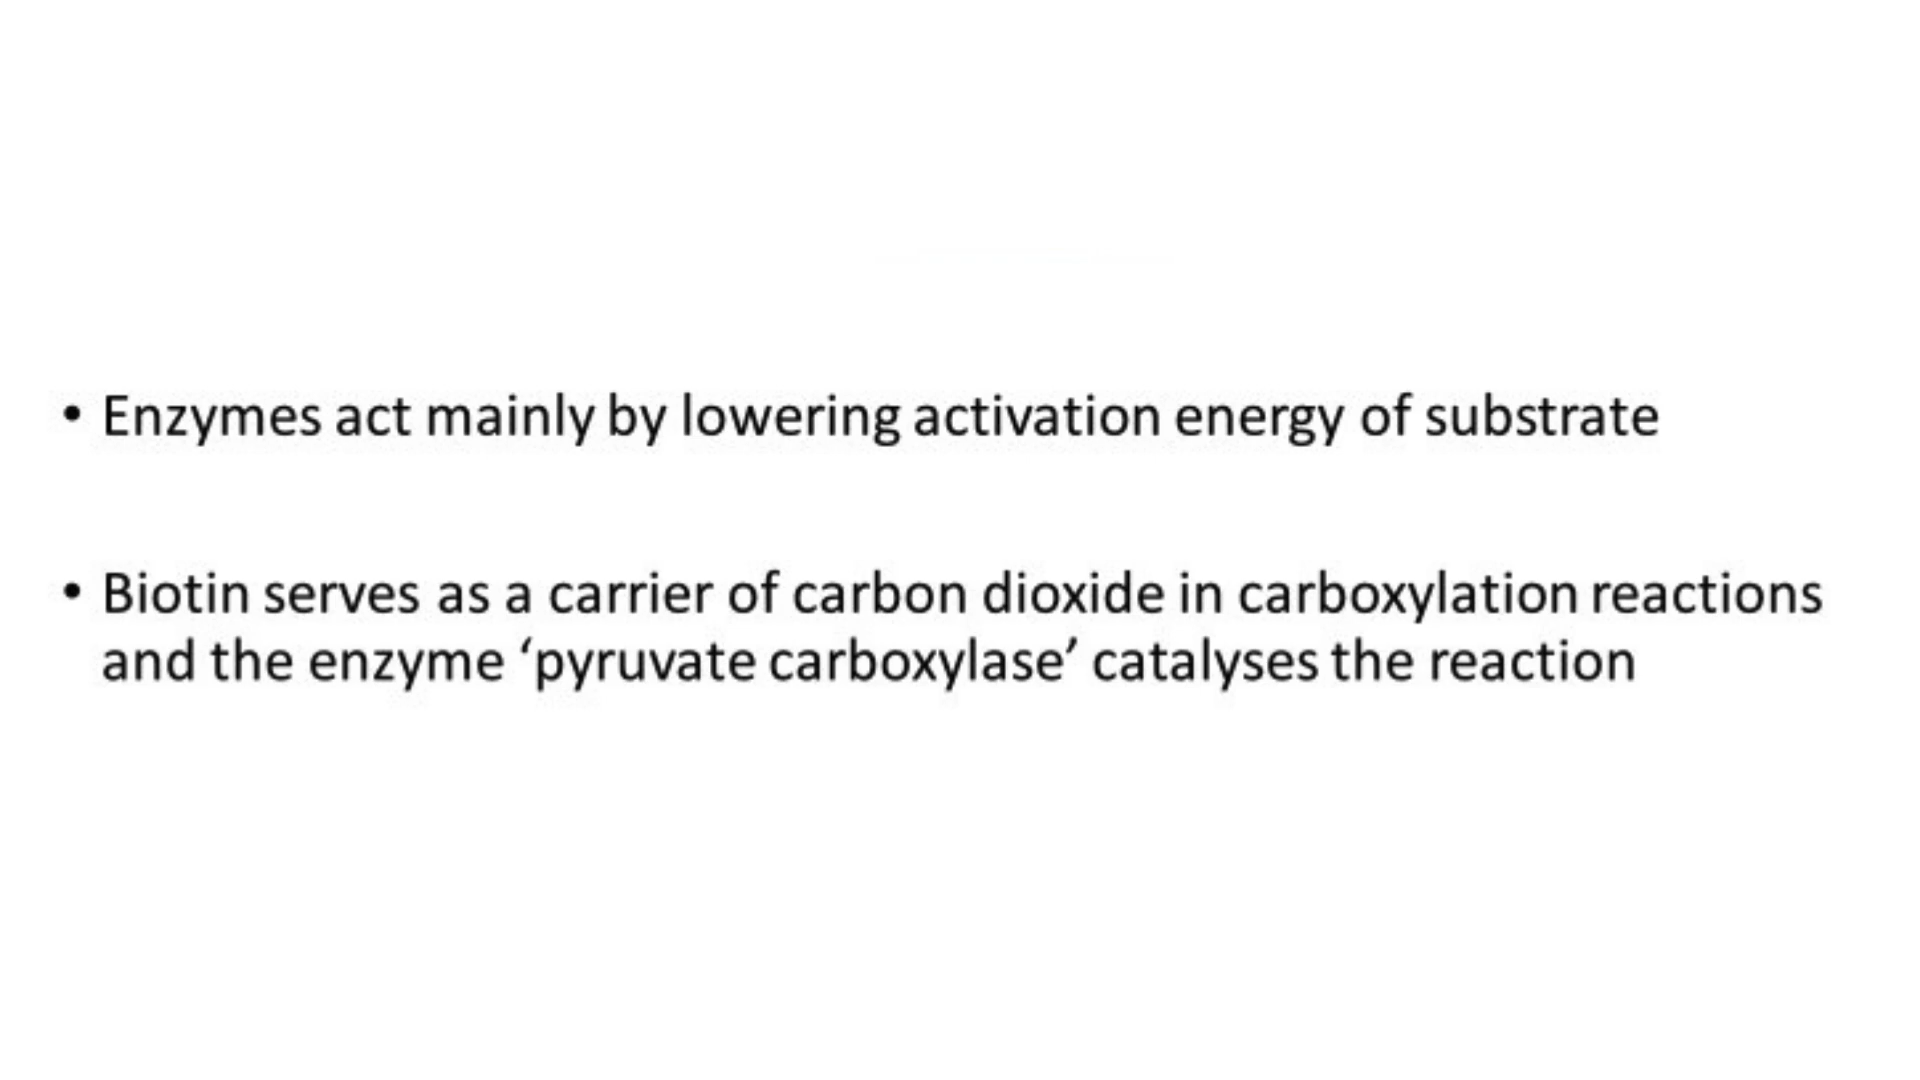 • Enzymes act mainly by lowering activation energy of substrate
• Biotin serves as a carrier of carbon dioxide in carboxylation reactions
and the enzyme ‘pyruvate carboxylase’ catalyses the reaction